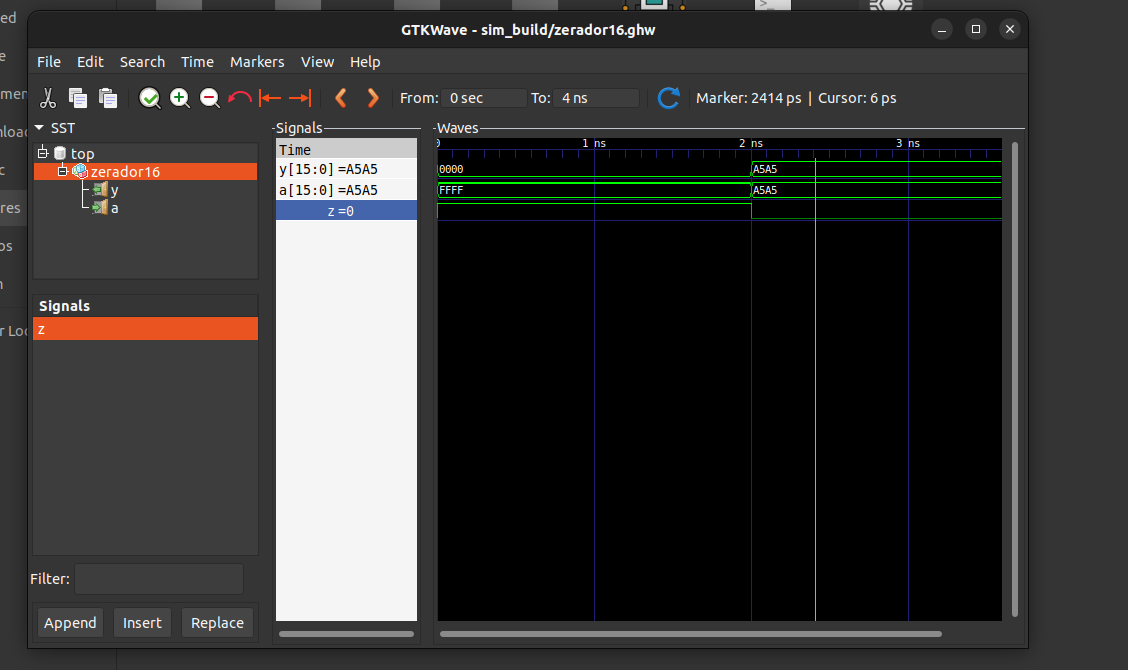 GTKWave - sim_build/zerador16.ghw
File Edit Search Time Markers View Help
From: 0 sec To: 4 ns Marker: 2414 ps | Cursor: 6 ps
SST
top
zerador16
y
a
Signals
z
Filter:
Append Insert Replace
Signals
Time
y[15:0] =A5A5
a[15:0] =A5A5
z =0
Waves
0 1 ns 2 ns 3 ns
0000 A5A5
FFFF A5A5
ed
e
men
nload
c
res
os
n
r Loc